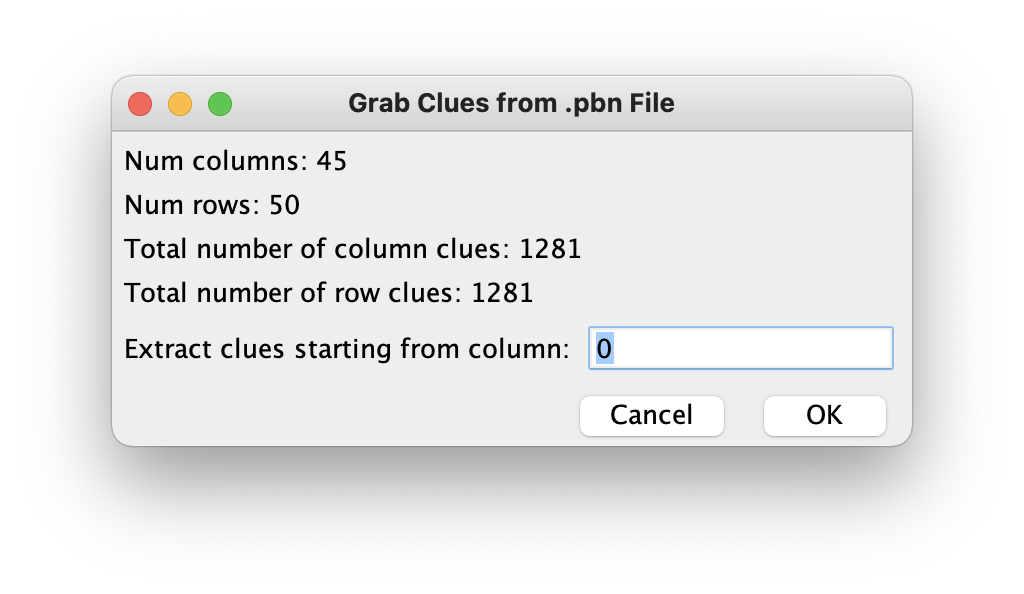 Grab Clues from .pbn File
Num columns: 45
Num rows: 50
Total number of column clues: 1281
Total number of row clues: 1281
Extract clues starting from column: 0
Cancel OK